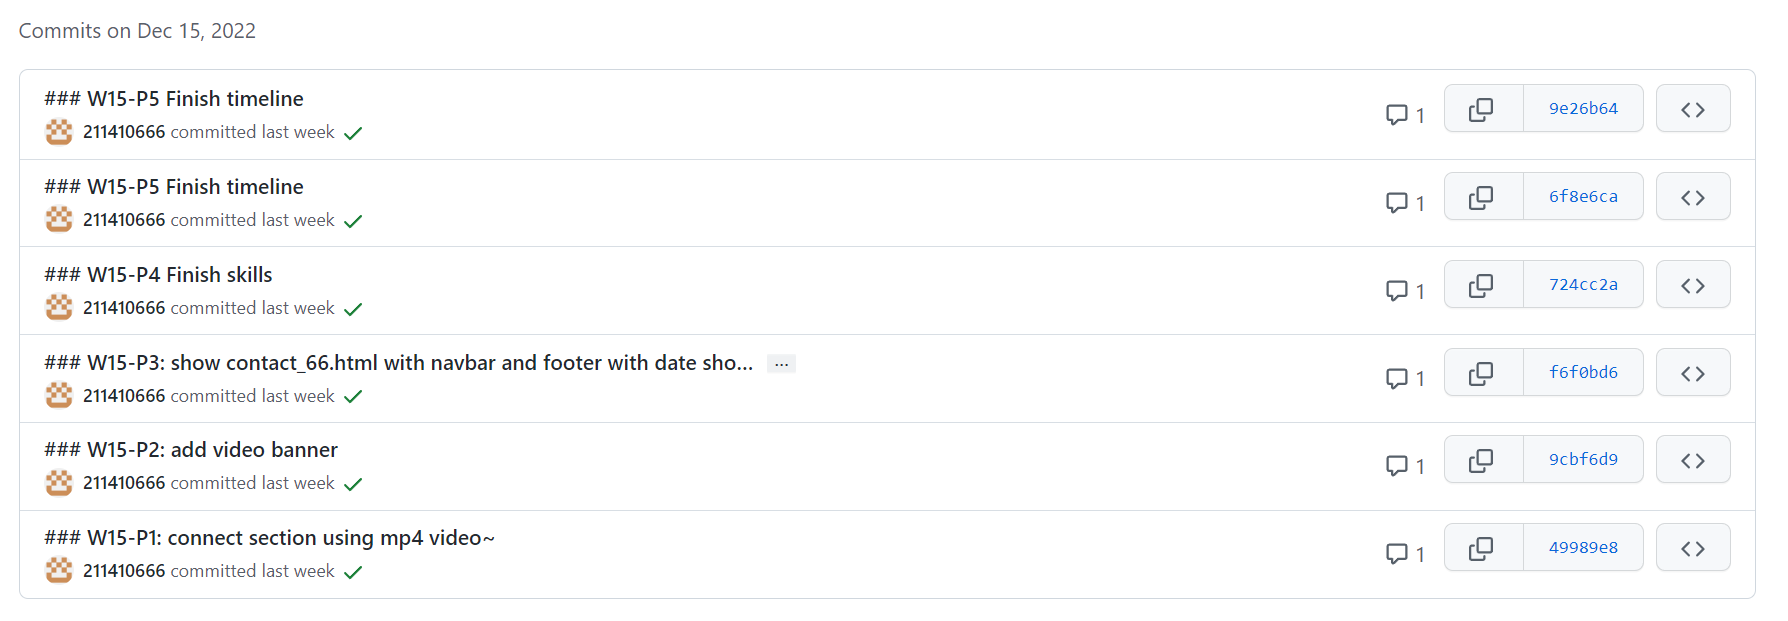 Commits on Dec 15, 2022
### W15-P5 Finish timeline
211410666 committed last week
1
9e26b64
### W15-P5 Finish timeline
211410666 committed last week
1
6f8e6ca
### W15-P4 Finish skills
211410666 committed last week
1
724cc2a
### W15-P3: show contact_66.html with navbar and footer with date sho... ...
211410666 committed last week
1
f6f0bd6
### W15-P2: add video banner
211410666 committed last week
1
9cbf6d9
### W15-P1: connect section using mp4 video~
211410666 committed last week
1
49989e8